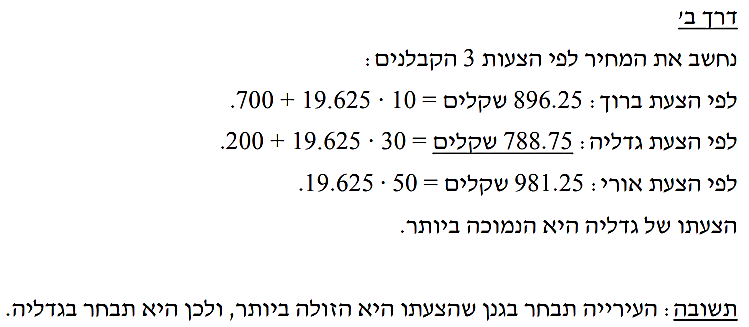 דרך ב'
נחשב את המחיר לפי הצעות 3 הקבלנים:
לפי הצעת ברוך: 896.25 שקלים = 700 + 19.625 · 10.
לפי הצעת גדליה: 788.75 שקלים = 200 + 19.625 · 30.
לפי הצעת אורי: 981.25 שקלים = 19.625 · 50.
הצעתו של גדליה היא הנמוכה ביותר.
תשובה: העירייה תבחר בגנן שהצעתו היא הזולה ביותר, ולכן היא תבחר בגדליה.